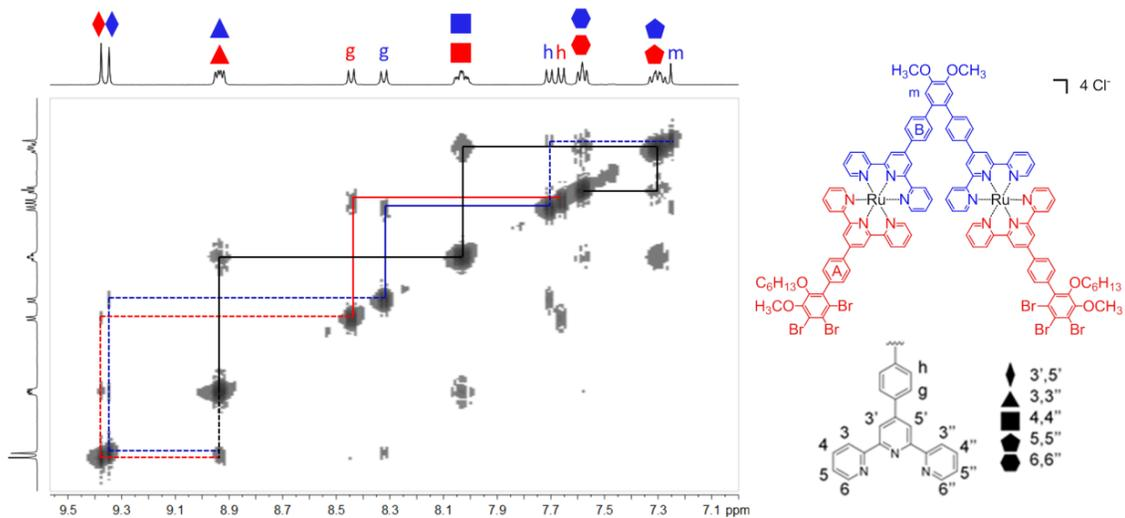 g g h h m
9.5 9.3 9.1 8.9 8.7 8.5 8.3 8.1 7.9 7.7 7.5 7.3 7.1 ppm
H₃CO OCH₃
m
4 Cl⁻
B
N N N N N N
Ru Ru
N N N N N N
A
C₆H₁₃O OC₆H₁₃
H₃CO OCH₃
Br Br
Br Br Br Br
h
g
3' 5'
3 3''
4 4''
N N N
5 5''
6 6''
3',5'
3,3''
4,4''
5,5''
6,6''